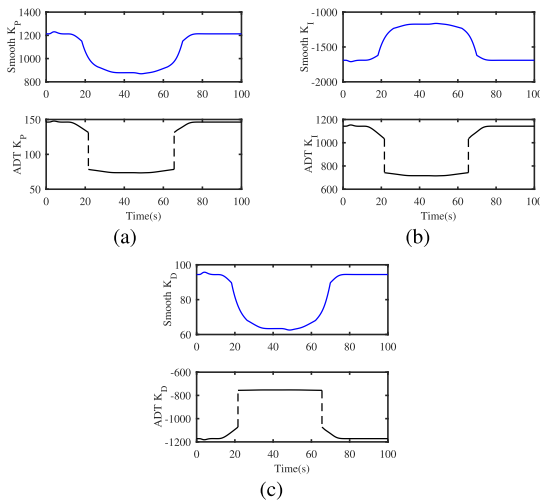 Smooth K_P
1400
1200
1000
800
0 20 40 60 80 100
ADT K_P
150
100
50
0 20 40 60 80 100
Time(s)
(a)
Smooth K_I
-1000
-1500
-2000
0 20 40 60 80 100
ADT K_I
1200
1000
800
600
0 20 40 60 80 100
Time(s)
(b)
Smooth K_D
100
80
60
0 20 40 60 80 100
ADT K_D
-600
-800
-1000
-1200
0 20 40 60 80 100
Time(s)
(c)